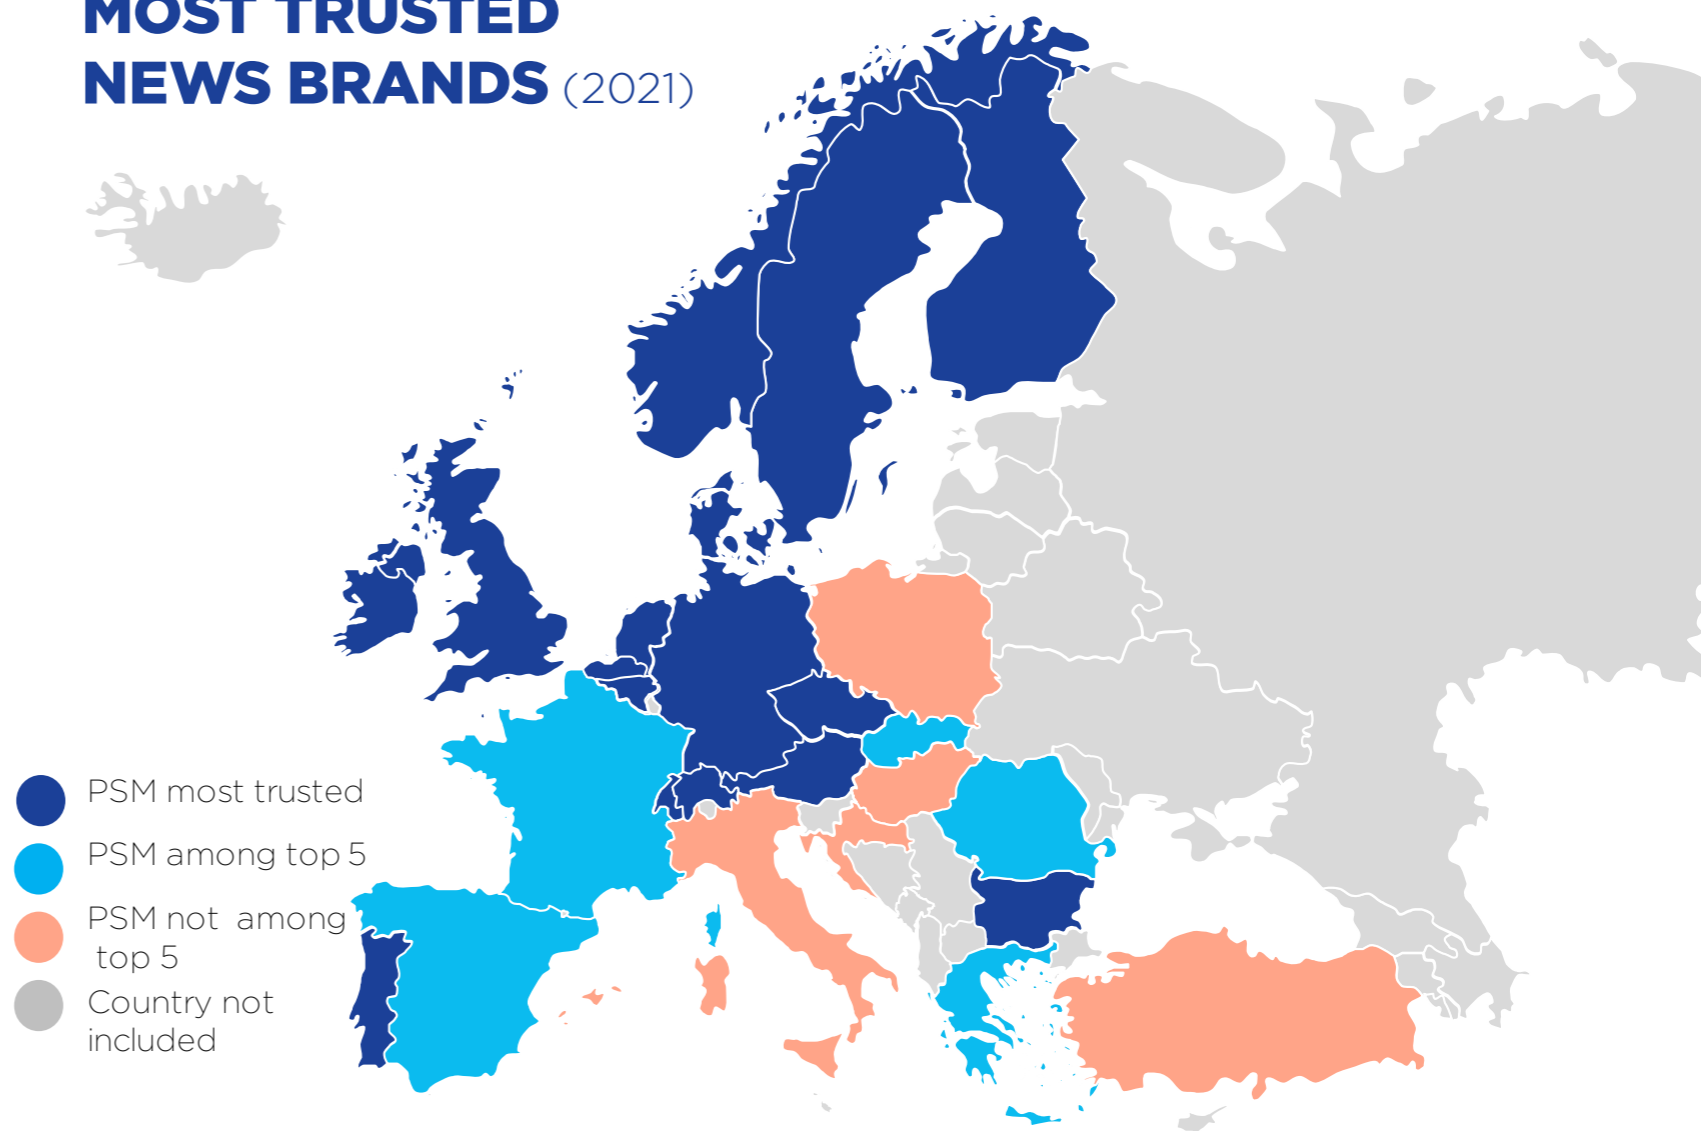 MOST TRUSTED
NEWS BRANDS (2021)
PSM most trusted
PSM among top 5
PSM not among
top 5
Country not
included